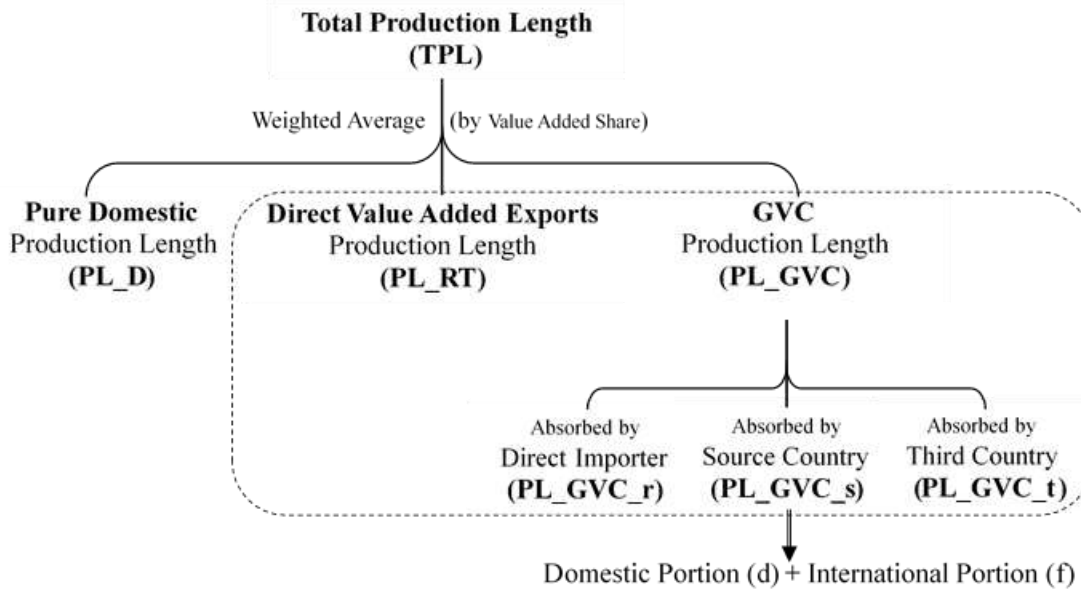 Total Production Length
(TPL)
Weighted Average (by Value Added Share)
Pure Domestic
Production Length
(PL_D)
Direct Value Added Exports
Production Length
(PL_RT)
GVC
Production Length
(PL_GVC)
Absorbed by
Direct Importer
(PL_GVC_r)
Absorbed by
Source Country
(PL_GVC_s)
Absorbed by
Third Country
(PL_GVC_t)
Domestic Portion (d) + International Portion (f)